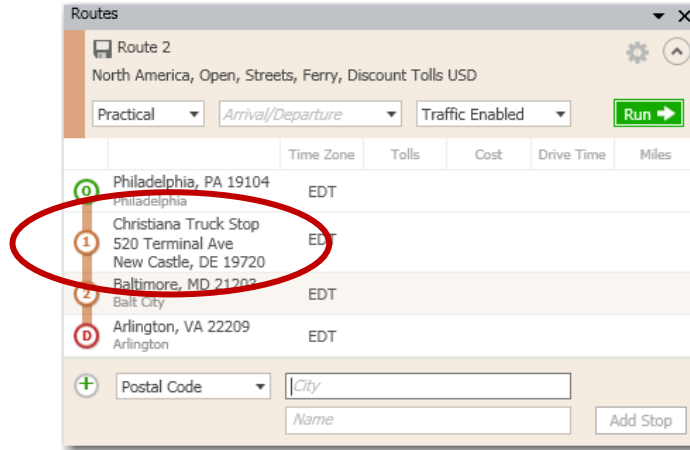 Routes
Route 2
North America, Open, Streets, Ferry, Discount Tolls USD
Practical Arrival/Departure Traffic Enabled Run
Time Zone Tolls Cost Drive Time Miles
O Philadelphia, PA 19104 EDT
Philadelphia
Christiana Truck Stop
1 520 Terminal Ave EDT
New Castle, DE 19720
2 Baltimore, MD 21202 EDT
Balt City
D Arlington, VA 22209 EDT
Arlington
Postal Code City
Name Add Stop